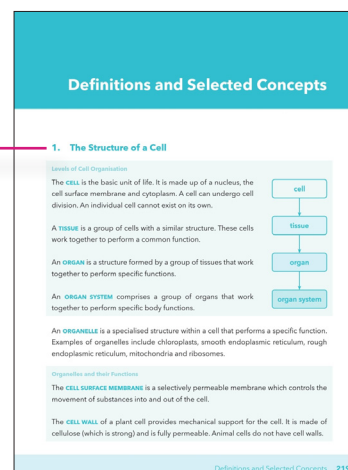 Definitions and Selected Concepts
1. The Structure of a Cell
Levels of Cell Organisation
The CELL is the basic unit of life. It is made up of a nucleus, the
cell surface membrane and cytoplasm. A cell can undergo cell
division. An individual cell cannot exist on its own.
A TISSUE is a group of cells with a similar structure. These cells
work together to perform a common function.
An ORGAN is a structure formed by a group of tissues that work
together to perform specific functions.
An ORGAN SYSTEM comprises a group of organs that work
together to perform specific body functions.
cell
tissue
organ
organ system
An ORGANELLE is a specialised structure within a cell that performs a specific function.
Examples of organelles include chloroplasts, smooth endoplasmic reticulum, rough
endoplasmic reticulum, mitochondria and ribosomes.
Organelles and their Functions
The CELL SURFACE MEMBRANE is a selectively permeable membrane which controls the
movement of substances into and out of the cell.
The CELL WALL of a plant cell provides mechanical support for the cell. It is made of
cellulose (which is strong) and is fully permeable. Animal cells do not have cell walls.
Definitions and Selected Concepts 219